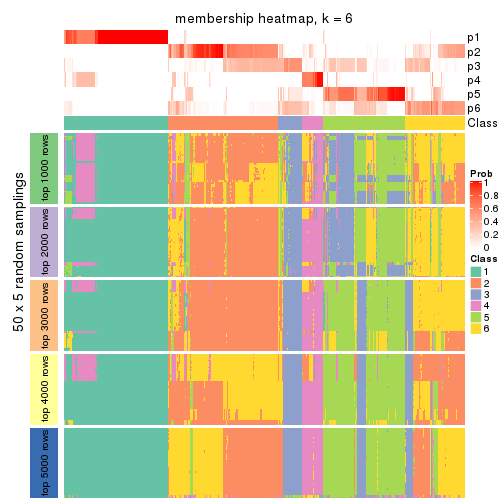 membership heatmap, k = 6
p1
p2
p3
p4
p5
p6
Class
50 x 5 random samplings
top 1000 rows
top 2000 rows
top 3000 rows
top 4000 rows
top 5000 rows
Prob
1
0.8
0.6
0.4
0.2
0
Class
1
2
3
4
5
6